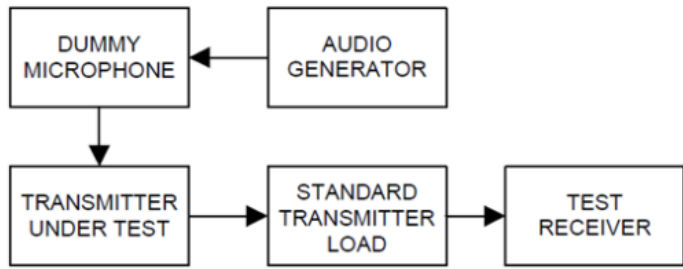 DUMMY
MICROPHONE
AUDIO
GENERATOR
TRANSMITTER
UNDER TEST
STANDARD
TRANSMITTER
LOAD
TEST
RECEIVER